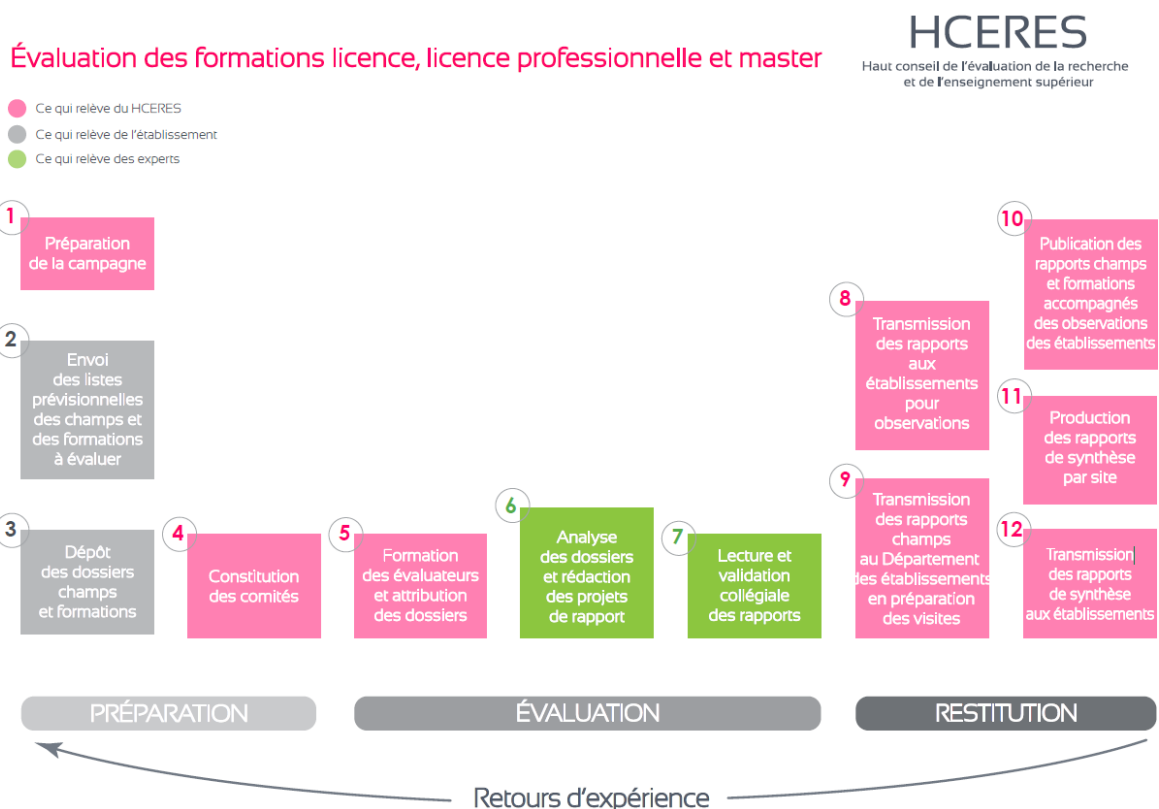 HCERES
Haut conseil de l'évaluation de la recherche
et de l'enseignement supérieur
Évaluation des formations licence, licence professionnelle et master
Ce qui relève du HCERES
Ce qui relève de l'établissement
Ce qui relève des experts
1
Préparation
de la campagne
2
Envoi
des listes
prévisionnelles
des champs et
des formations
à évaluer
3
Dépôt
des dossiers
champs
et formations
4
Constitution
des comités
5
Formation
des évaluateurs
et attribution
des dossiers
6
Analyse
des dossiers
et rédaction
des projets
de rapport
7
Lecture et
validation
collégiale
des rapports
8
Transmission
des rapports
aux
établissements
pour
observations
9
Transmission
des rapports
champs
au Département
des établissements
en préparation
des visites
10
Publication des
rapports champs
et formations
accompagnés
des observations
des établissements
11
Production
des rapports
de synthèse
par site
12
Transmission
des rapports
de synthèse
aux établissements
PRÉPARATION
ÉVALUATION
RESTITUTION
Retours d'expérience